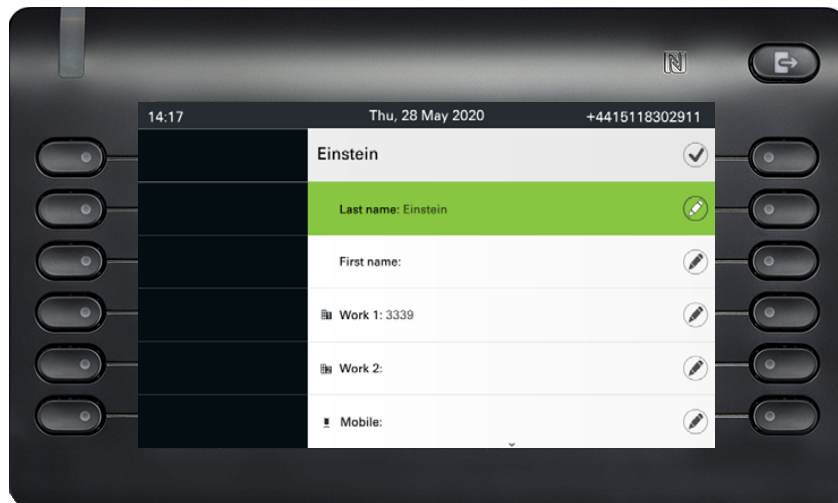 14:17 Thu, 28 May 2020 +4415118302911
Einstein
Last name: Einstein
First name:
Work 1: 3339
Work 2:
Mobile: